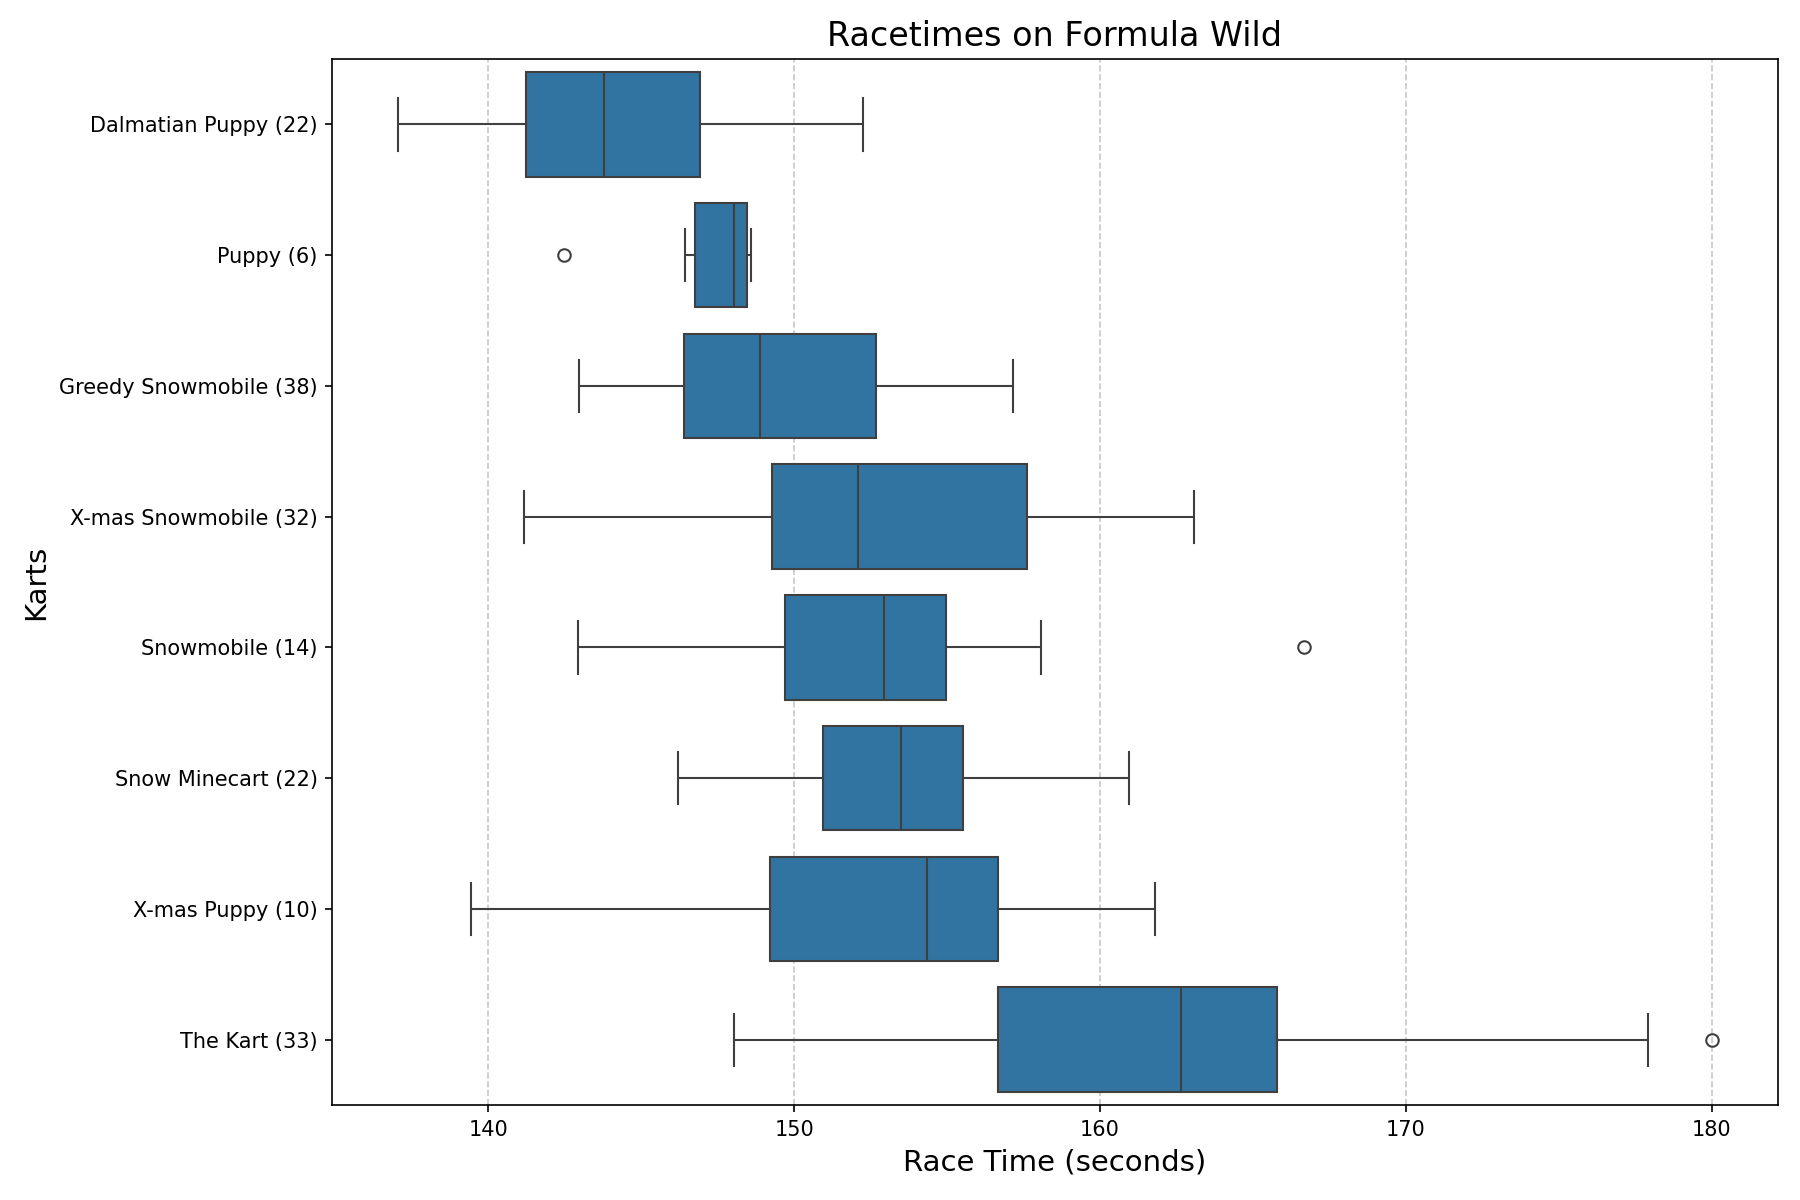 Racetimes on Formula Wild
Dalmatian Puppy (22)
Puppy (6)
Greedy Snowmobile (38)
X-mas Snowmobile (32)
Snowmobile (14)
Snow Minecart (22)
X-mas Puppy (10)
The Kart (33)
Karts
140 150 160 170 180
Race Time (seconds)